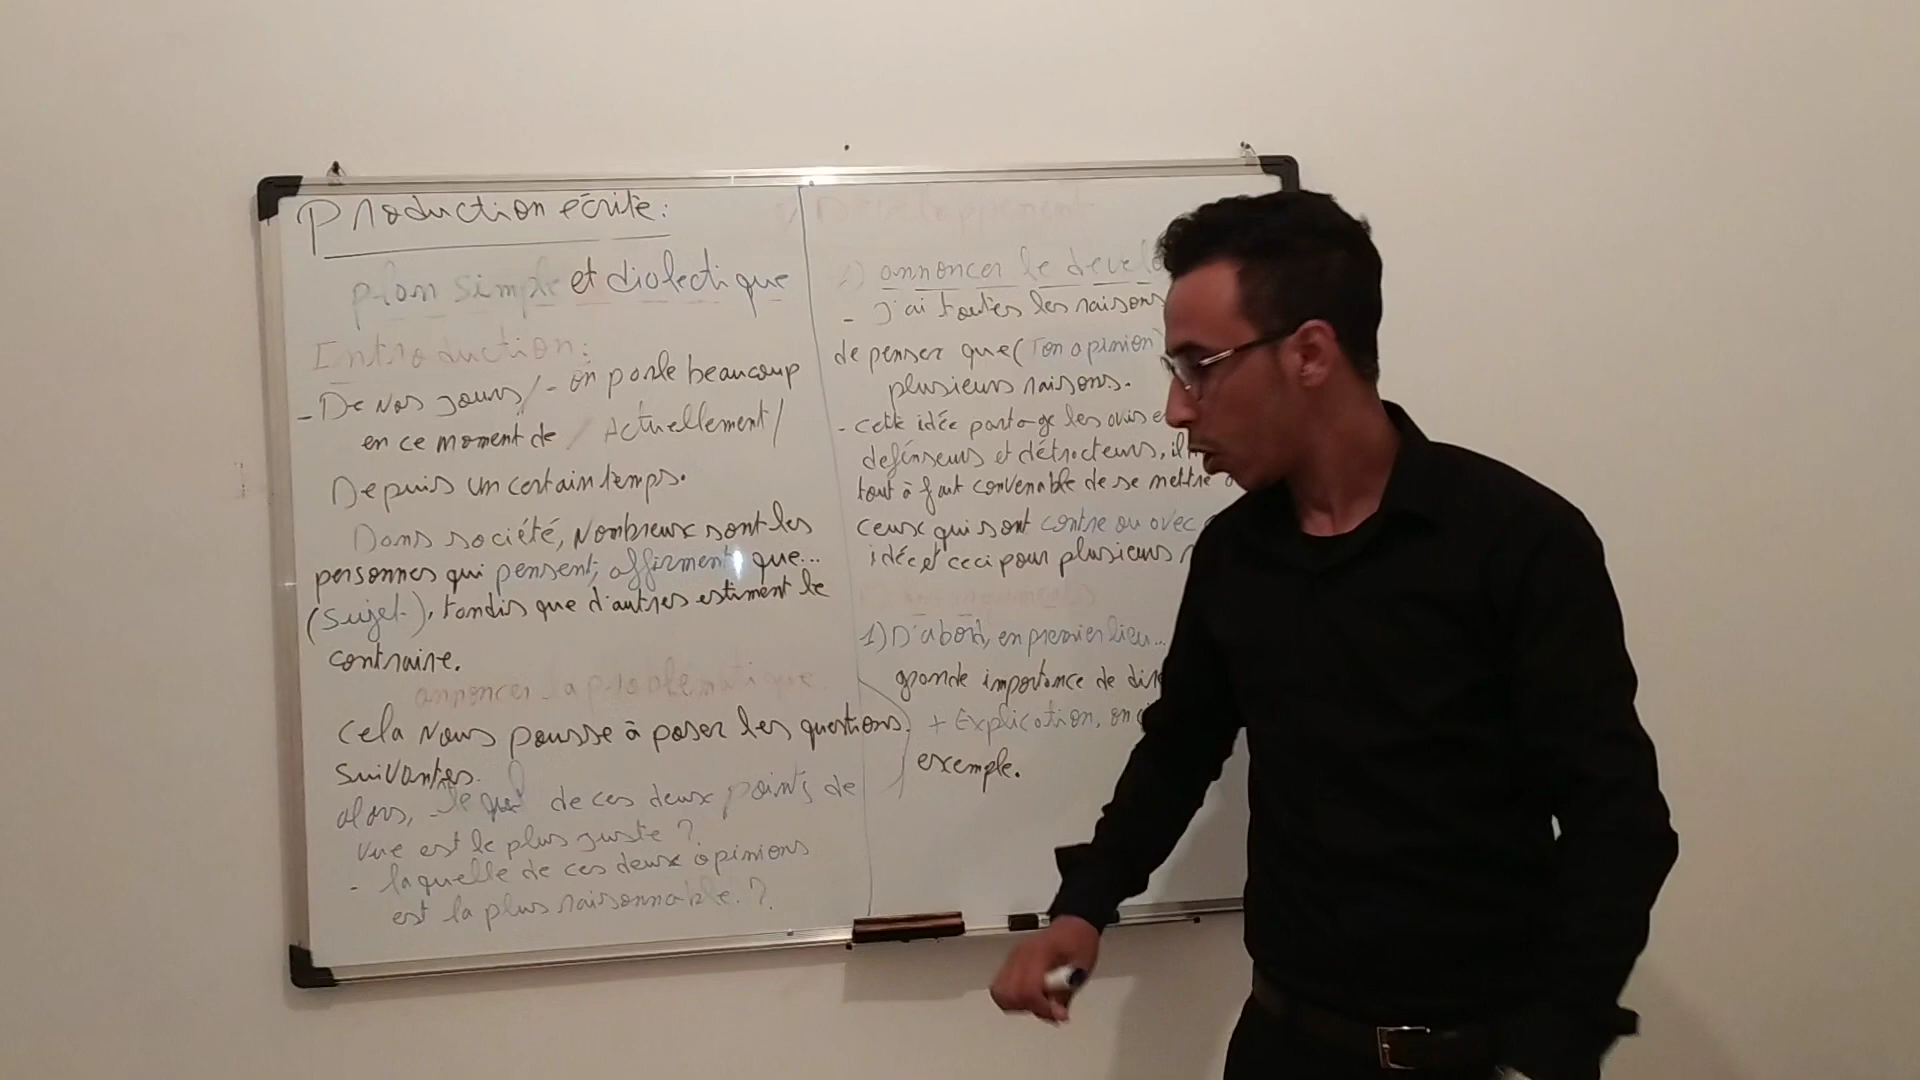 Production écrite:
plan simple et dialectique
Introduction:
- De nos jours / - on parle beaucoup
en ce moment de / Actuellement /
Depuis un certain temps.
Dans société, nombreux sont les
personnes qui pensent, affirment que...
(Sujet), tandis que d'autres estiment le
contraire.
annoncer la problématique.
Cela nous pousse à poser les questions
suivantes.
alors, - le quel de ces deux points de
vue est le plus juste ?
- laquelle de ces deux opinions
est la plus raisonnable. ?
Développement
annoncer le dévelo
- J'ai toutes les raisons
de penser que (Ton opinion)
plusieurs raisons.
- cette idée partage les avis e
defenseurs et détracteurs, il
tout à fait convenable de se mettre
ceux qui sont contre ou avec
idée et ceci pour plusieurs
1) D'abord, en premier lieu...
grande importance de dire
+ Explication, on
exemple.